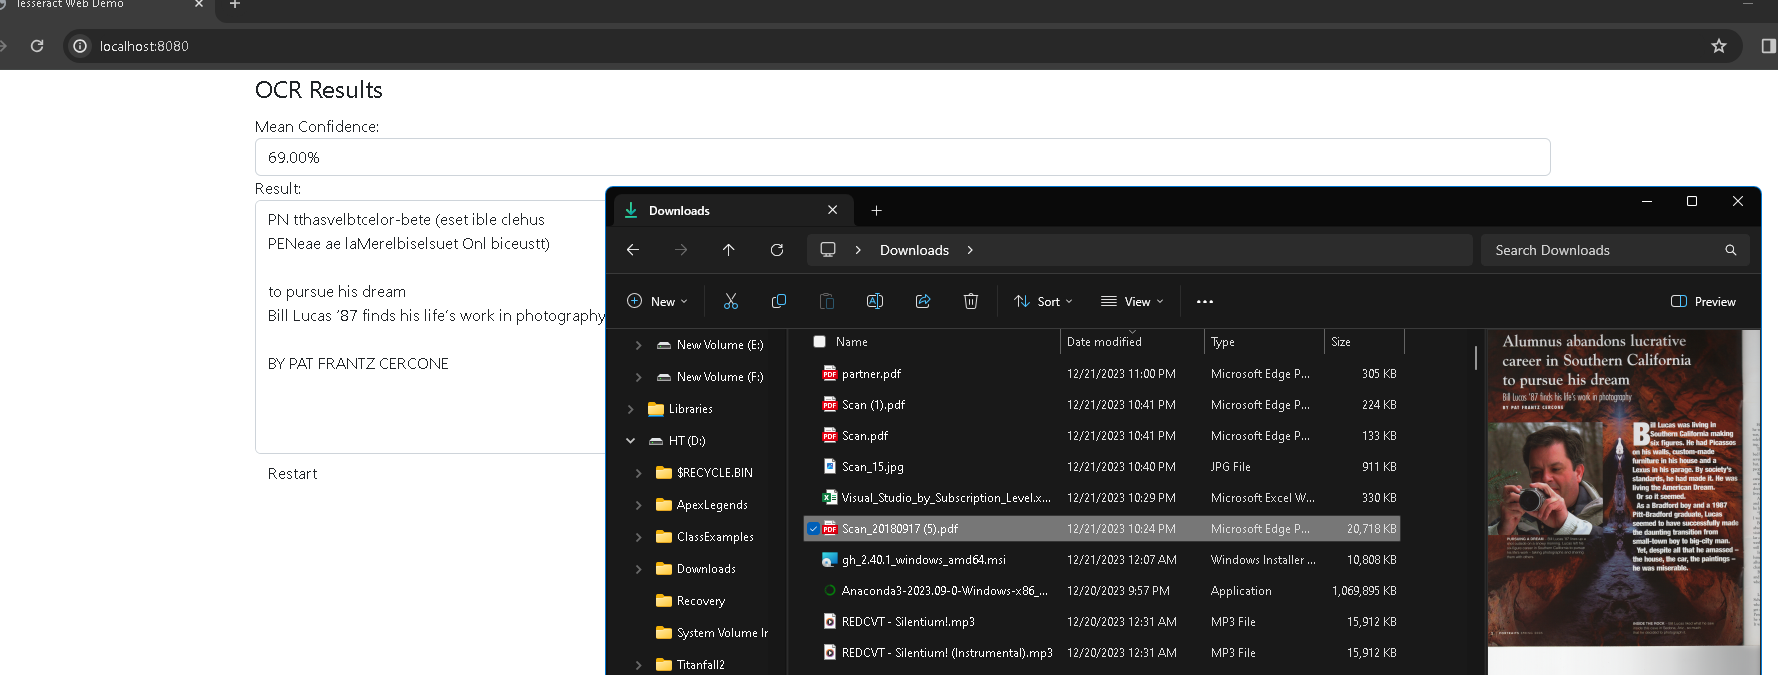 Tesseract Web Demo
localhost:8080
OCR Results
Mean Confidence:
69.00%
Result:
PN tthasvelbtcelor-bete (eset ible clehus
PENeae ae laMerelbiselsuet Onl biceustt)
to pursue his dream
Bill Lucas ’87 finds his life’s work in photography
BY PAT FRANTZ CERCONE
Restart
Downloads
Downloads
Search Downloads
New
Sort
View
Preview
New Volume (E:)
New Volume (F:)
Libraries
HT (D:)
$RECYCLE.BIN
ApexLegends
ClassExamples
Downloads
Recovery
System Volume Ir
Titanfall2
Name Date modified Type Size
partner.pdf 12/21/2023 11:00 PM Microsoft Edge P... 305 KB
Scan (1).pdf 12/21/2023 10:41 PM Microsoft Edge P... 224 KB
Scan.pdf 12/21/2023 10:41 PM Microsoft Edge P... 133 KB
Scan_15.jpg 12/21/2023 10:40 PM JPG File 911 KB
Visual_Studio_by_Subscription_Level.x... 12/21/2023 10:29 PM Microsoft Excel W... 330 KB
Scan_20180917 (5).pdf 12/21/2023 10:24 PM Microsoft Edge P... 20,718 KB
gh_2.40.1_windows_amd64.msi 12/21/2023 12:07 AM Windows Installer ... 10,808 KB
Anaconda3-2023.09-0-Windows-x86_... 12/20/2023 9:57 PM Application 1,069,895 KB
REDCVT - Silentium!.mp3 12/20/2023 12:31 AM MP3 File 15,912 KB
REDCVT - Silentium! (Instrumental).mp3 12/20/2023 12:31 AM MP3 File 15,912 KB
Alumnus abandons lucrative
career in Southern California
to pursue his dream
Bill Lucas '87 finds his life's work in photography
BY PAT FRANTZ CERCONE
Bill Lucas was living in
Southern California making
six figures. He had Picassos
on his walls, custom-made
furniture in his house and a
Lexus in his garage. By society's
standards, he had made it. He was
living the American Dream.
Or so it seemed.
As a Bradford boy and a 1987
Pitt-Bradford graduate, Lucas
seemed to have successfully made
the daunting transition from
small-town boy to big-city man.
Yet, despite all that he amassed –
the house, the car, the paintings –
he was miserable.
PURSUING A DREAM
INSIDE THE ROCK